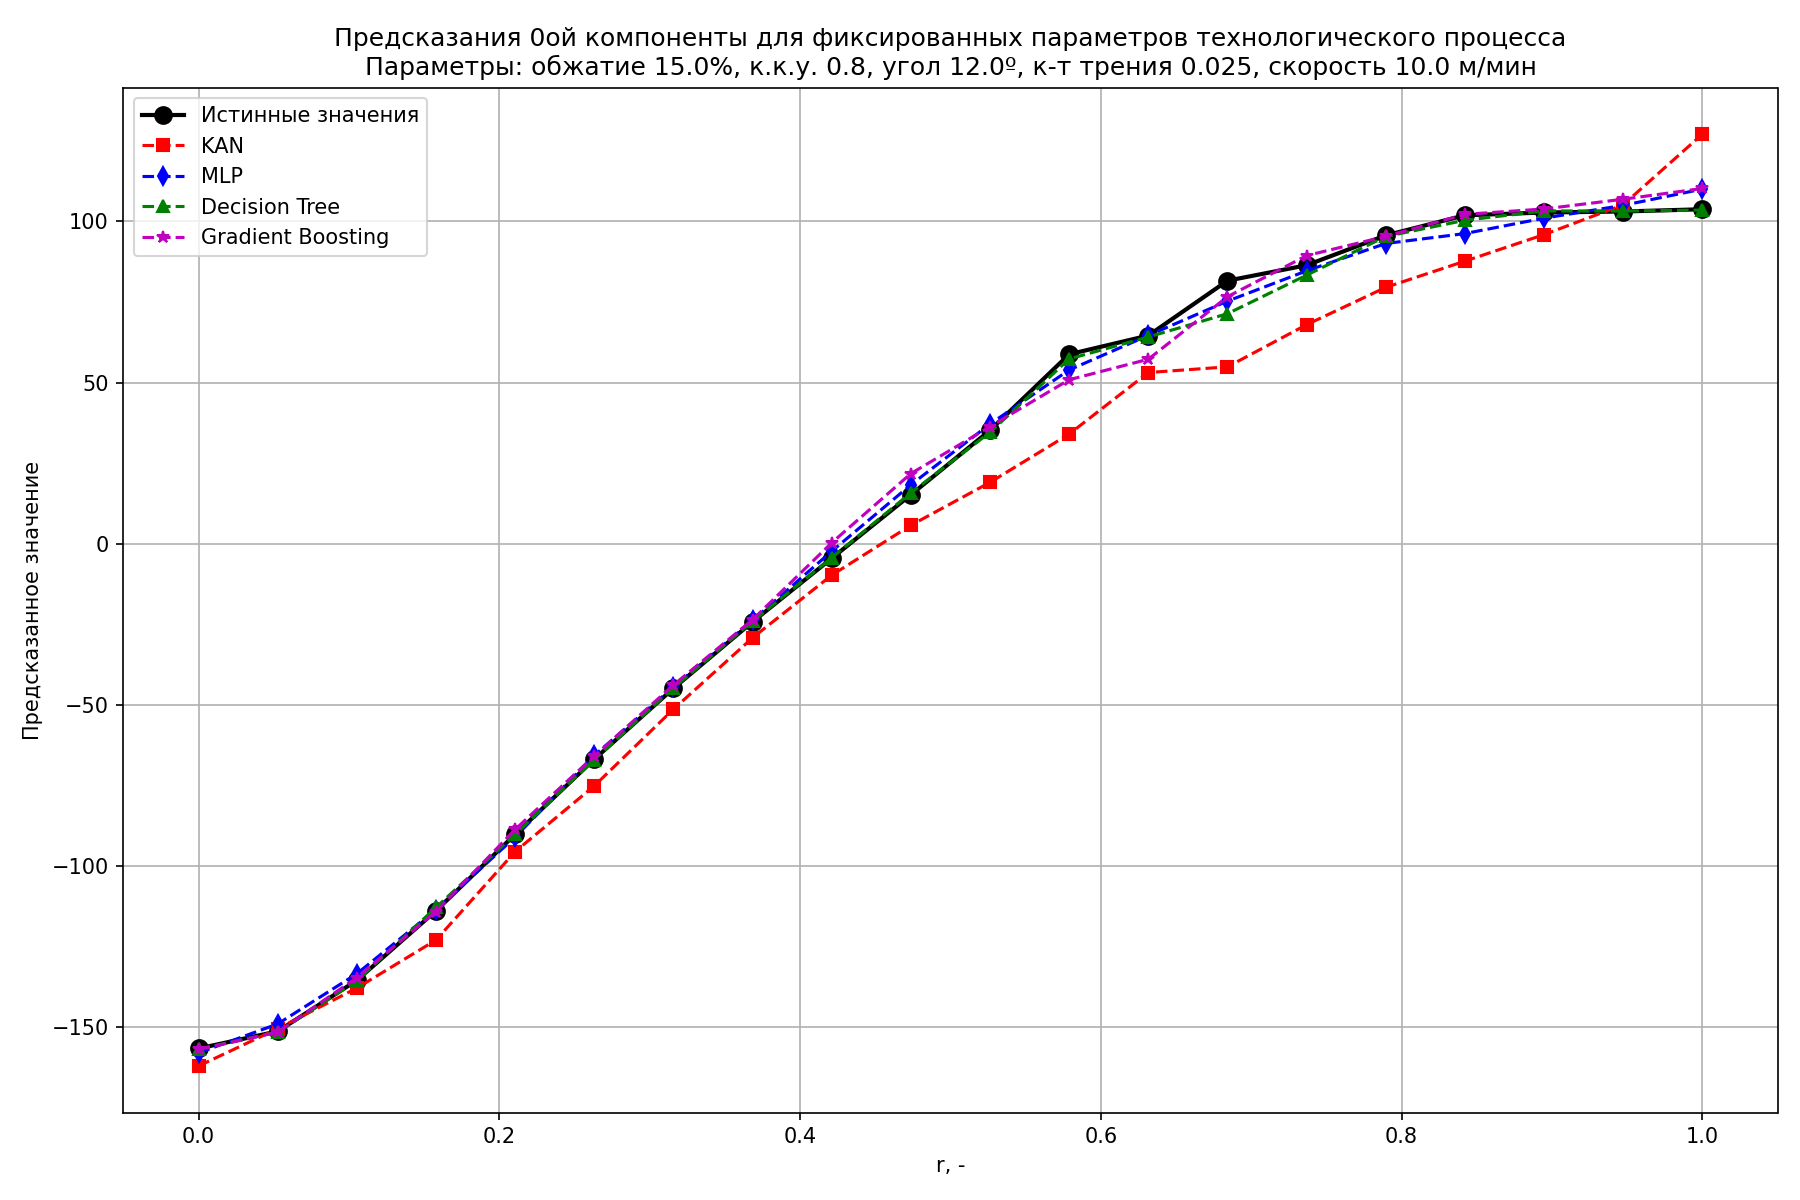 Предсказания 0ой компоненты для фиксированных параметров технологического процесса
Параметры: обжатие 15.0%, к.к.у. 0.8, угол 12.0º, к-т трения 0.025, скорость 10.0 м/мин
Истинные значения
KAN
MLP
Decision Tree
Gradient Boosting
Предсказанное значение
100
50
0
−50
−100
−150
0.0
0.2
0.4
0.6
0.8
1.0
r, -